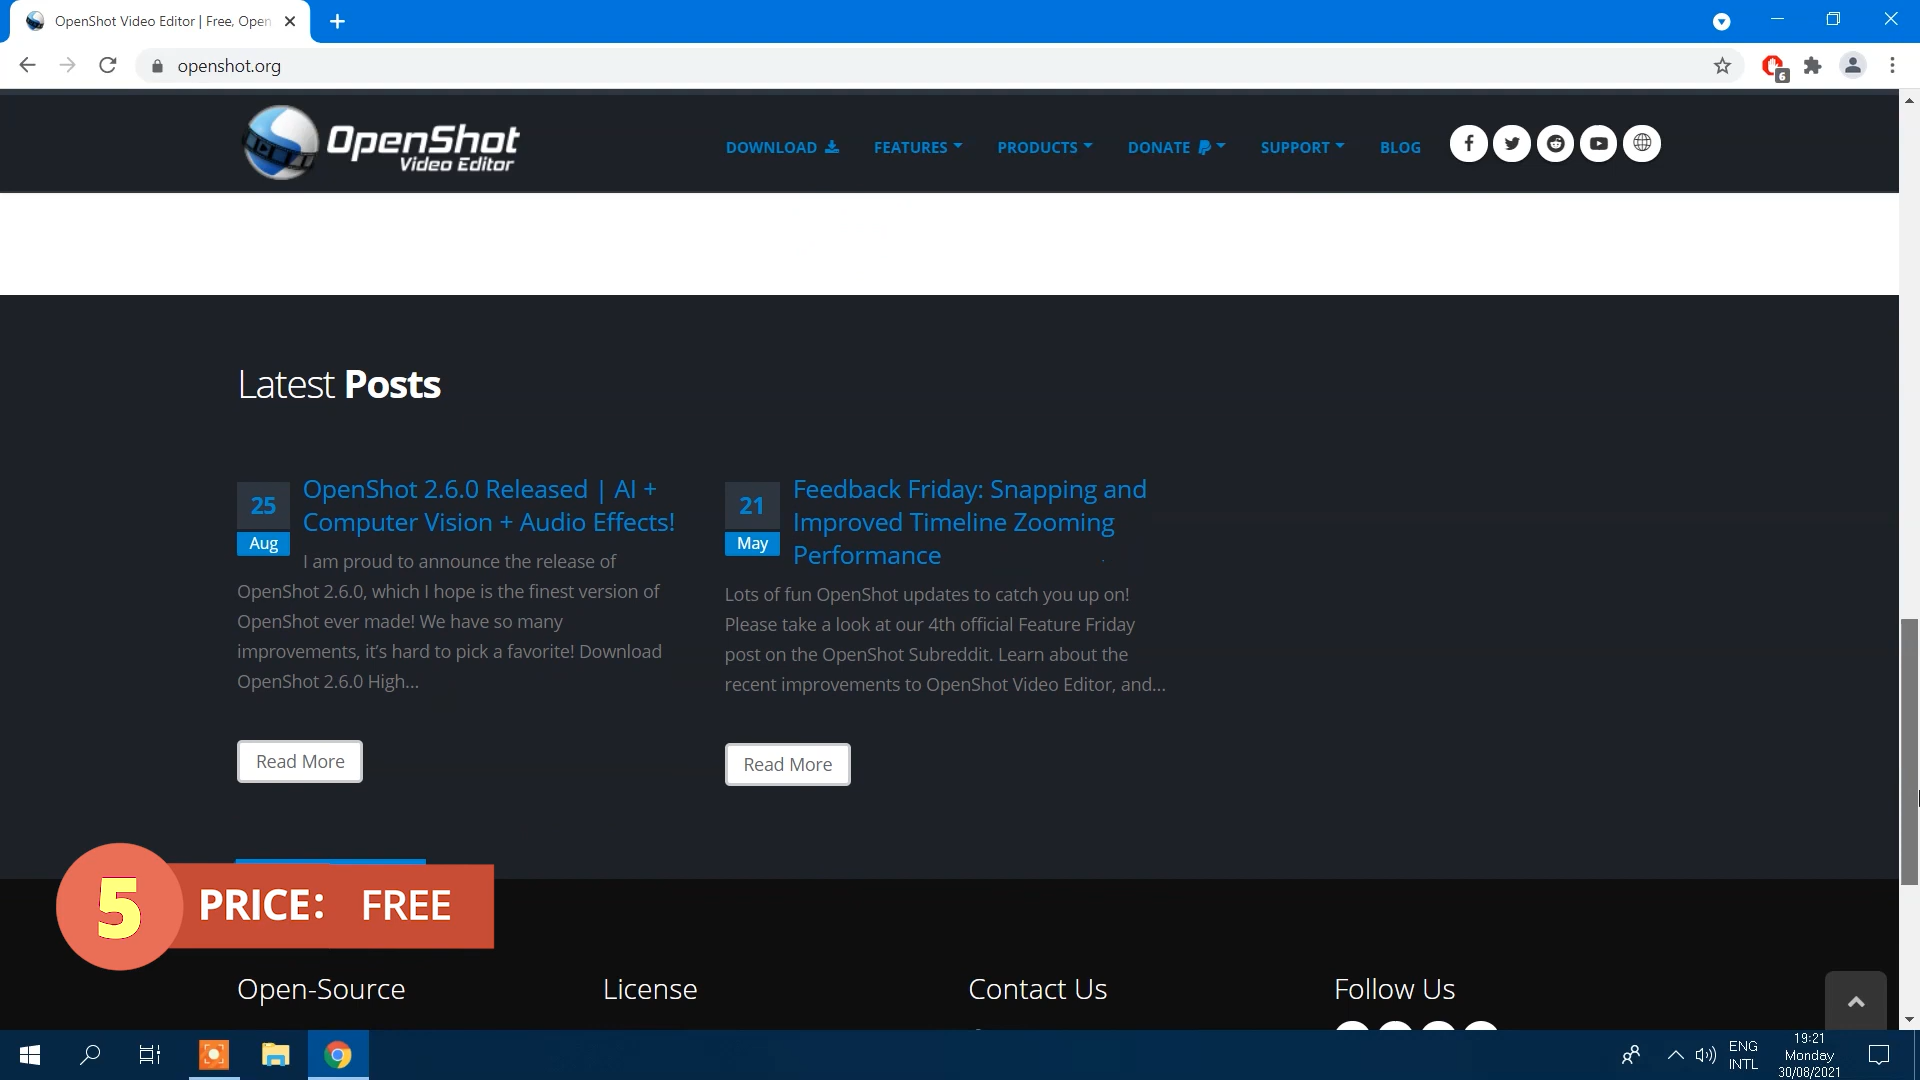 OpenShot Video Editor | Free, Open
openshot.org
6
OpenShot
Video Editor
DOWNLOAD
FEATURES
PRODUCTS
DONATE
SUPPORT
BLOG
Latest Posts
25
Aug
OpenShot 2.6.0 Released | AI +
Computer Vision + Audio Effects!
I am proud to announce the release of
OpenShot 2.6.0, which I hope is the finest version of
OpenShot ever made! We have so many
improvements, it's hard to pick a favorite! Download
OpenShot 2.6.0 High...
Read More
21
May
Feedback Friday: Snapping and
Improved Timeline Zooming
Performance
Lots of fun OpenShot updates to catch you up on!
Please take a look at our 4th official Feature Friday
post on the OpenShot Subreddit. Learn about the
recent improvements to OpenShot Video Editor, and...
Read More
5
PRICE: FREE
Open-Source
License
Contact Us
Follow Us
ENG
INTL
19:21
Monday
30/08/2021